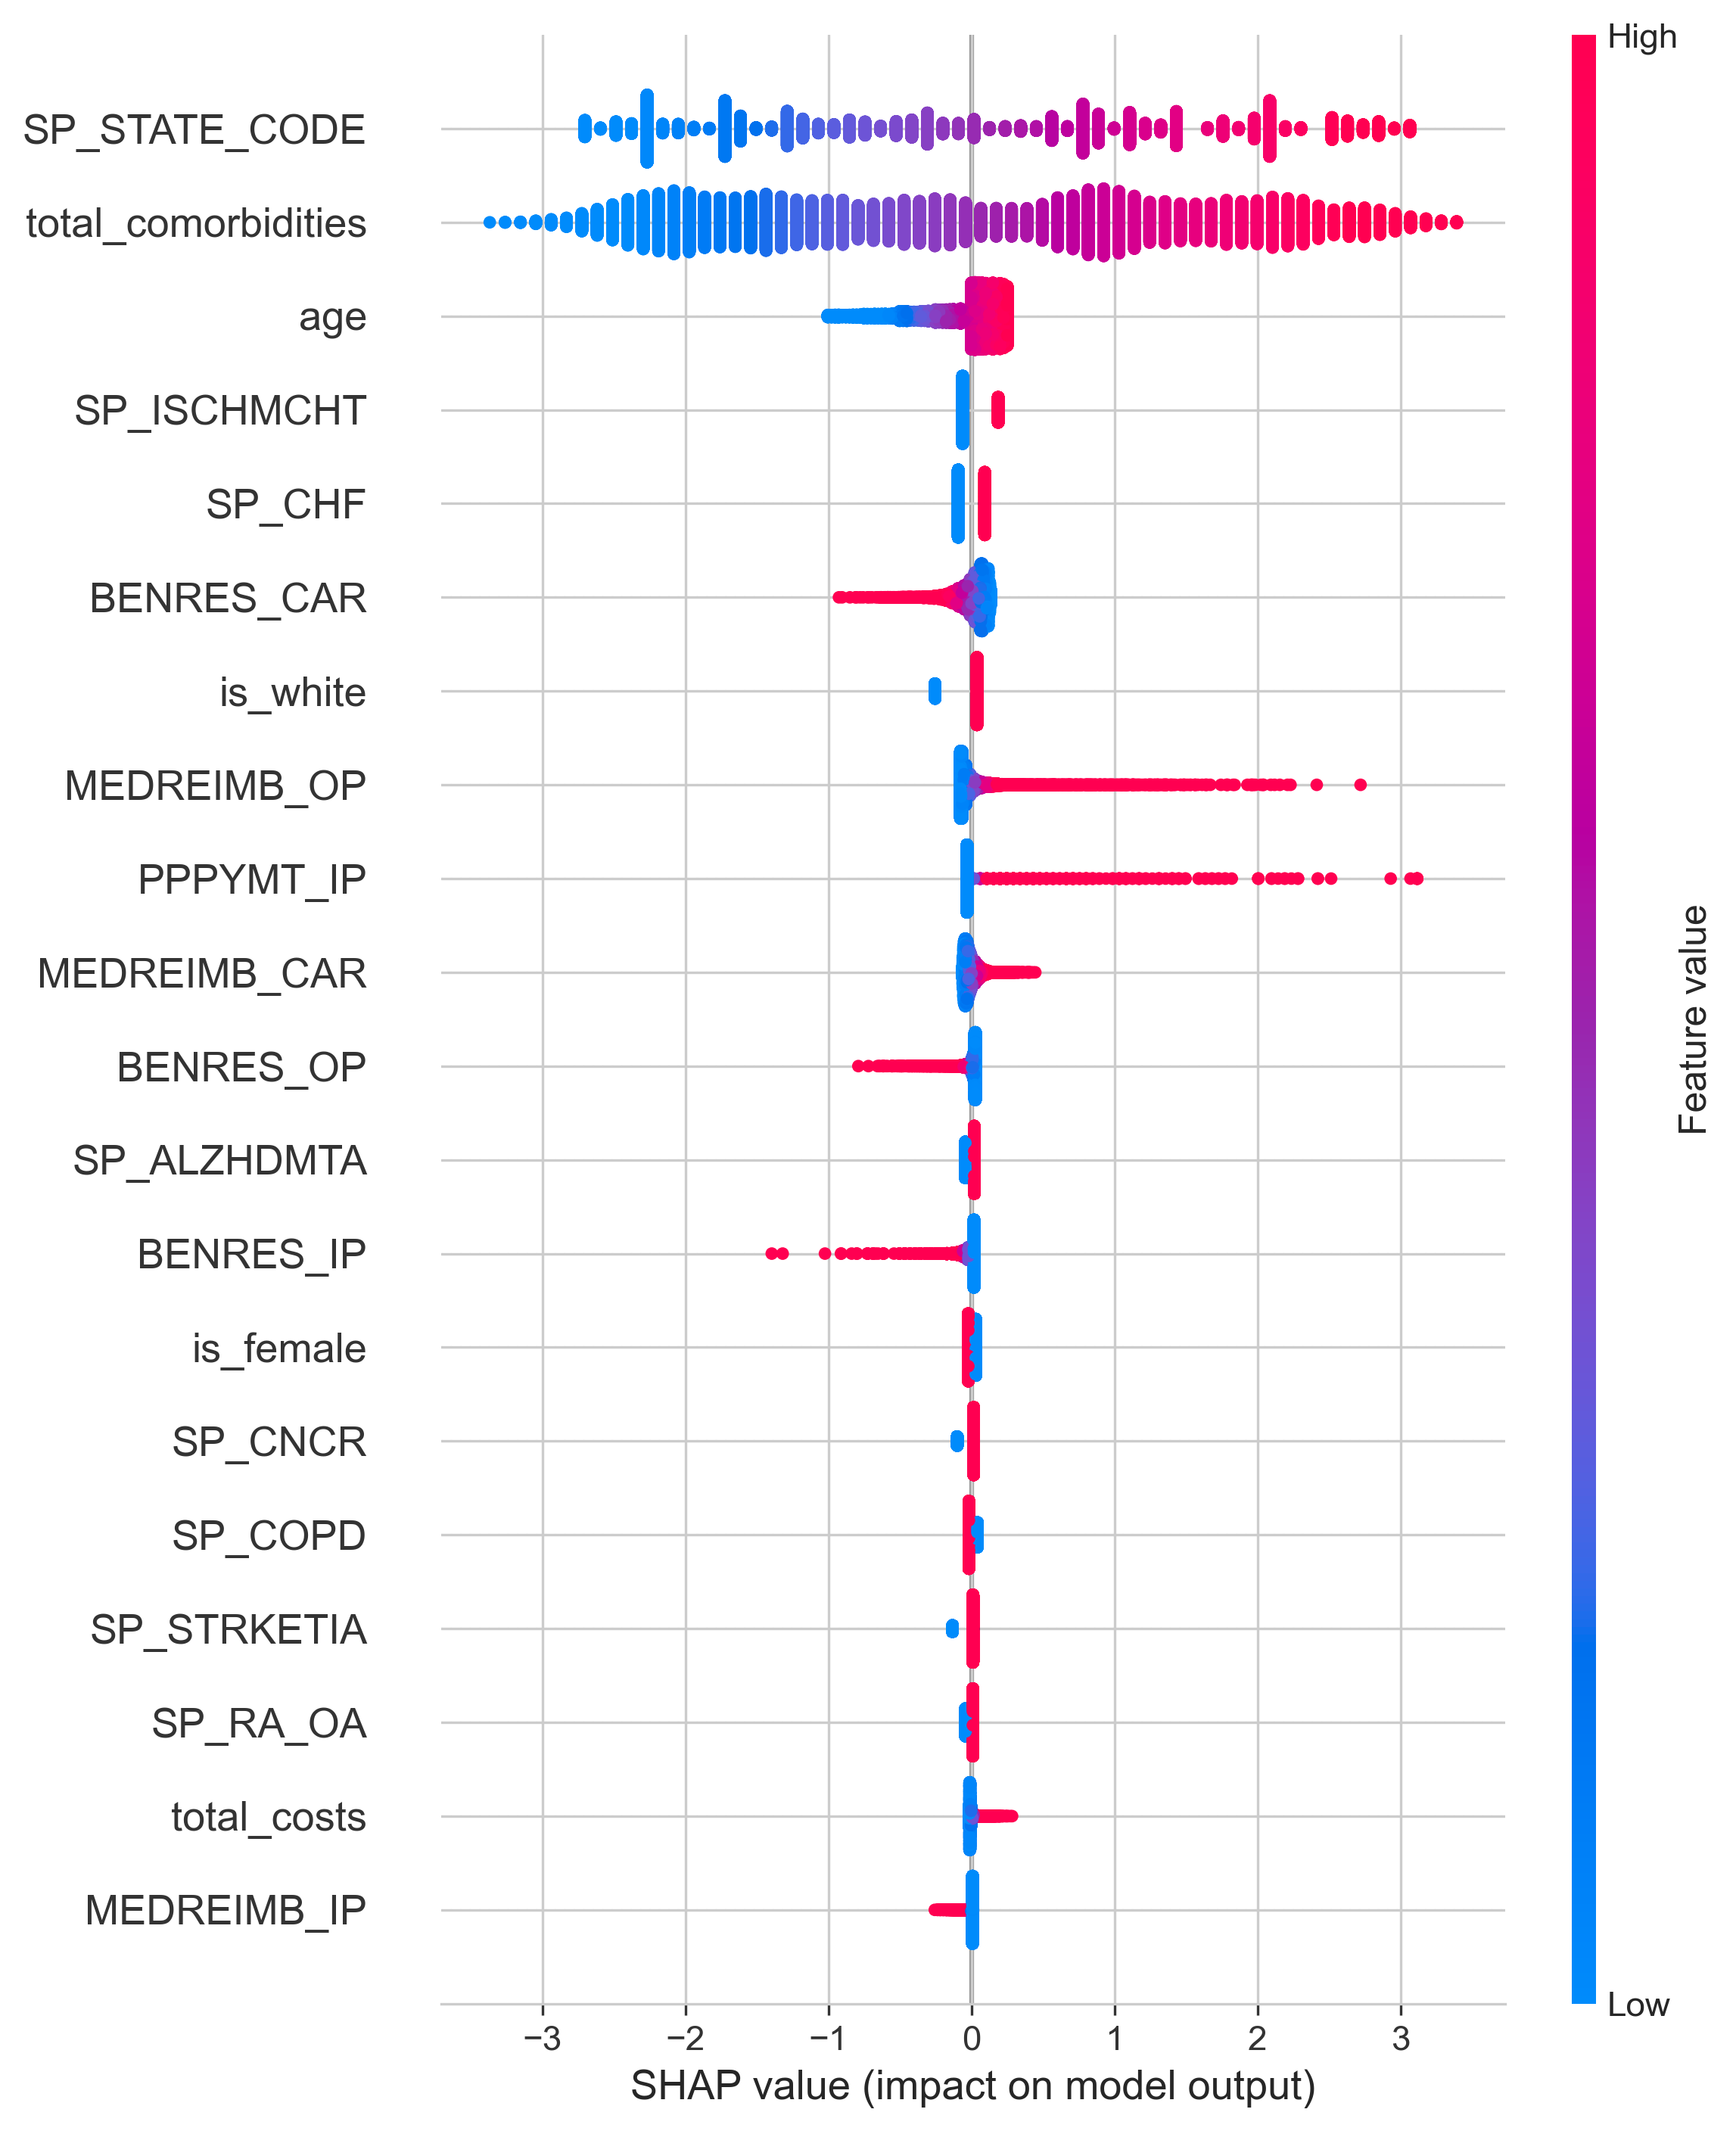 High
SP_STATE_CODE
total_comorbidities
age
SP_ISCHMCHT
SP_CHF
BENRES_CAR
is_white
MEDREIMB_OP
PPPYMT_IP
MEDREIMB_CAR
BENRES_OP
SP_ALZHDMTA
BENRES_IP
is_female
SP_CNCR
SP_COPD
SP_STRKETIA
SP_RA_OA
total_costs
MEDREIMB_IP
Feature value
Low
−3 −2 −1 0 1 2 3
SHAP value (impact on model output)